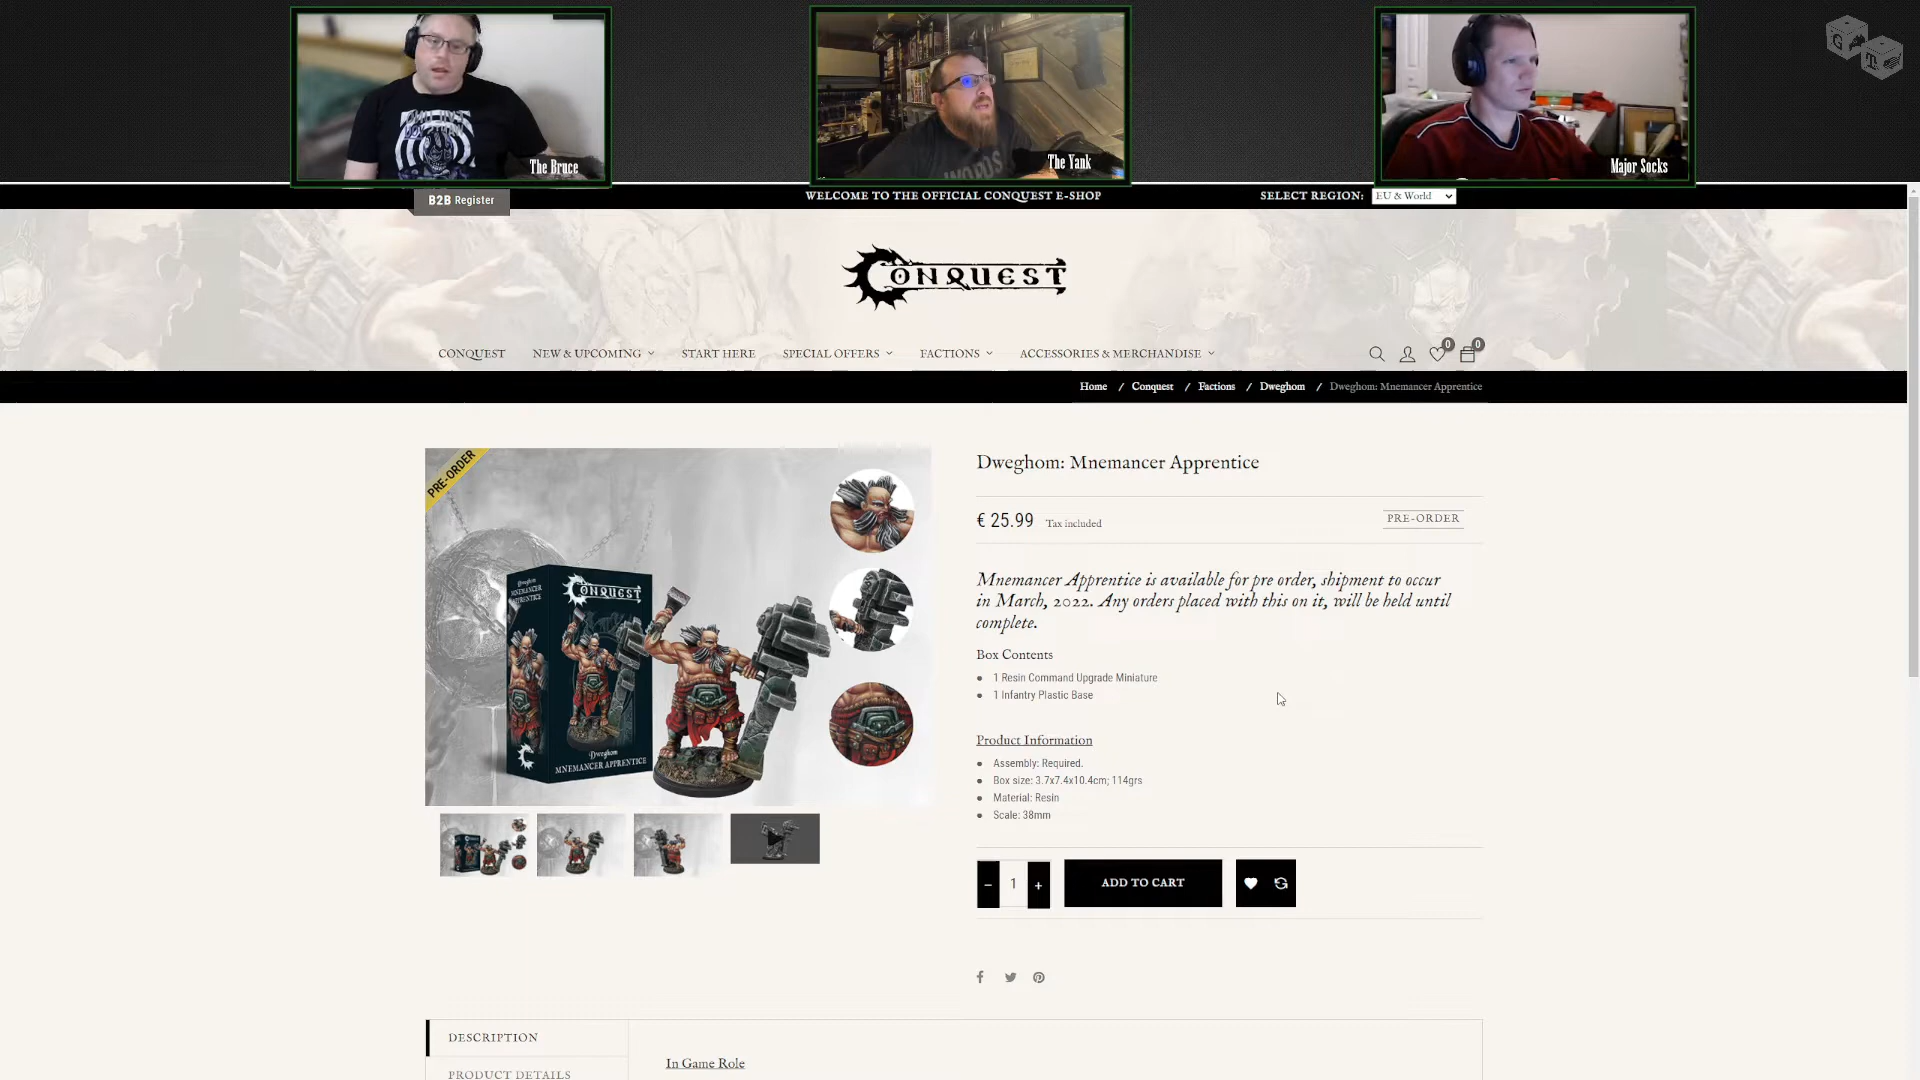 The Bruce
The Yank
Major Socks
B2B Register
WELCOME TO THE OFFICIAL CONQUEST E-SHOP
SELECT REGION: EU & World
CONQUEST
CONQUEST
NEW & UPCOMING
START HERE
SPECIAL OFFERS
FACTIONS
ACCESSORIES & MERCHANDISE
0
0
Home / Conquest / Factions / Dweghom / Dweghom: Mnemancer Apprentice
PRE-ORDER
CONQUEST
Dweghom
MNEMANCER APPRENTICE
Dweghom
MNEMANCER
APPRENTICE
Dweghom: Mnemancer Apprentice
€ 25.99 Tax included
PRE-ORDER
Mnemancer Apprentice is available for pre order, shipment to occur
in March, 2022. Any orders placed with this on it, will be held until
complete.
Box Contents
1 Resin Command Upgrade Miniature
1 Infantry Plastic Base
Product Information
Assembly: Required.
Box size: 3.7x7.4x10.4cm; 114grs
Material: Resin
Scale: 38mm
– 1 +
ADD TO CART
DESCRIPTION
PRODUCT DETAILS
In Game Role